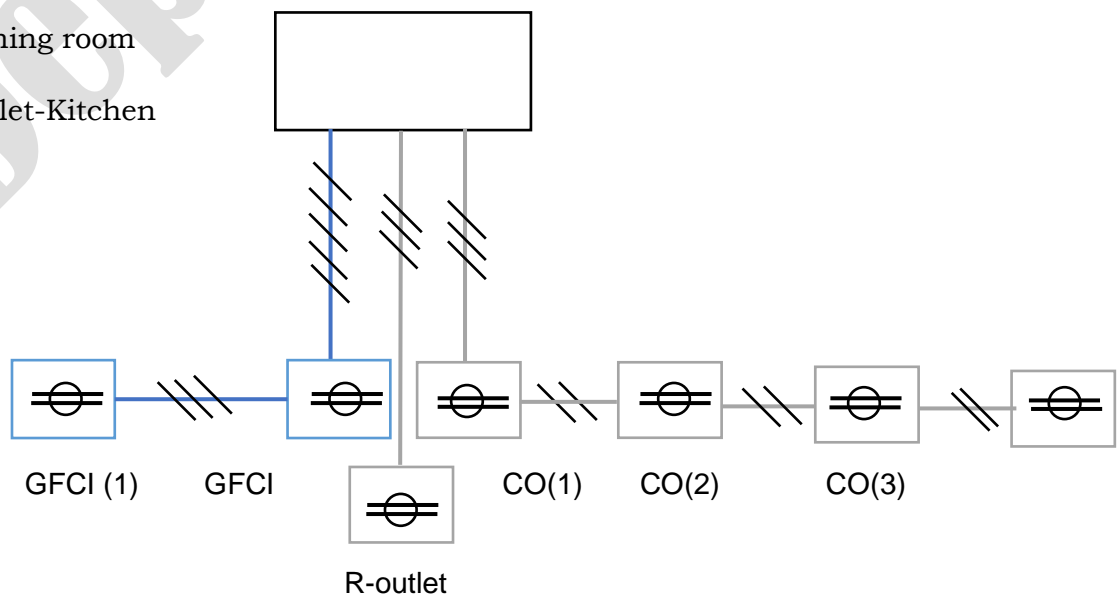 ning room
let-Kitchen
GFCI (1) GFCI CO(1) CO(2) CO(3)
R-outlet